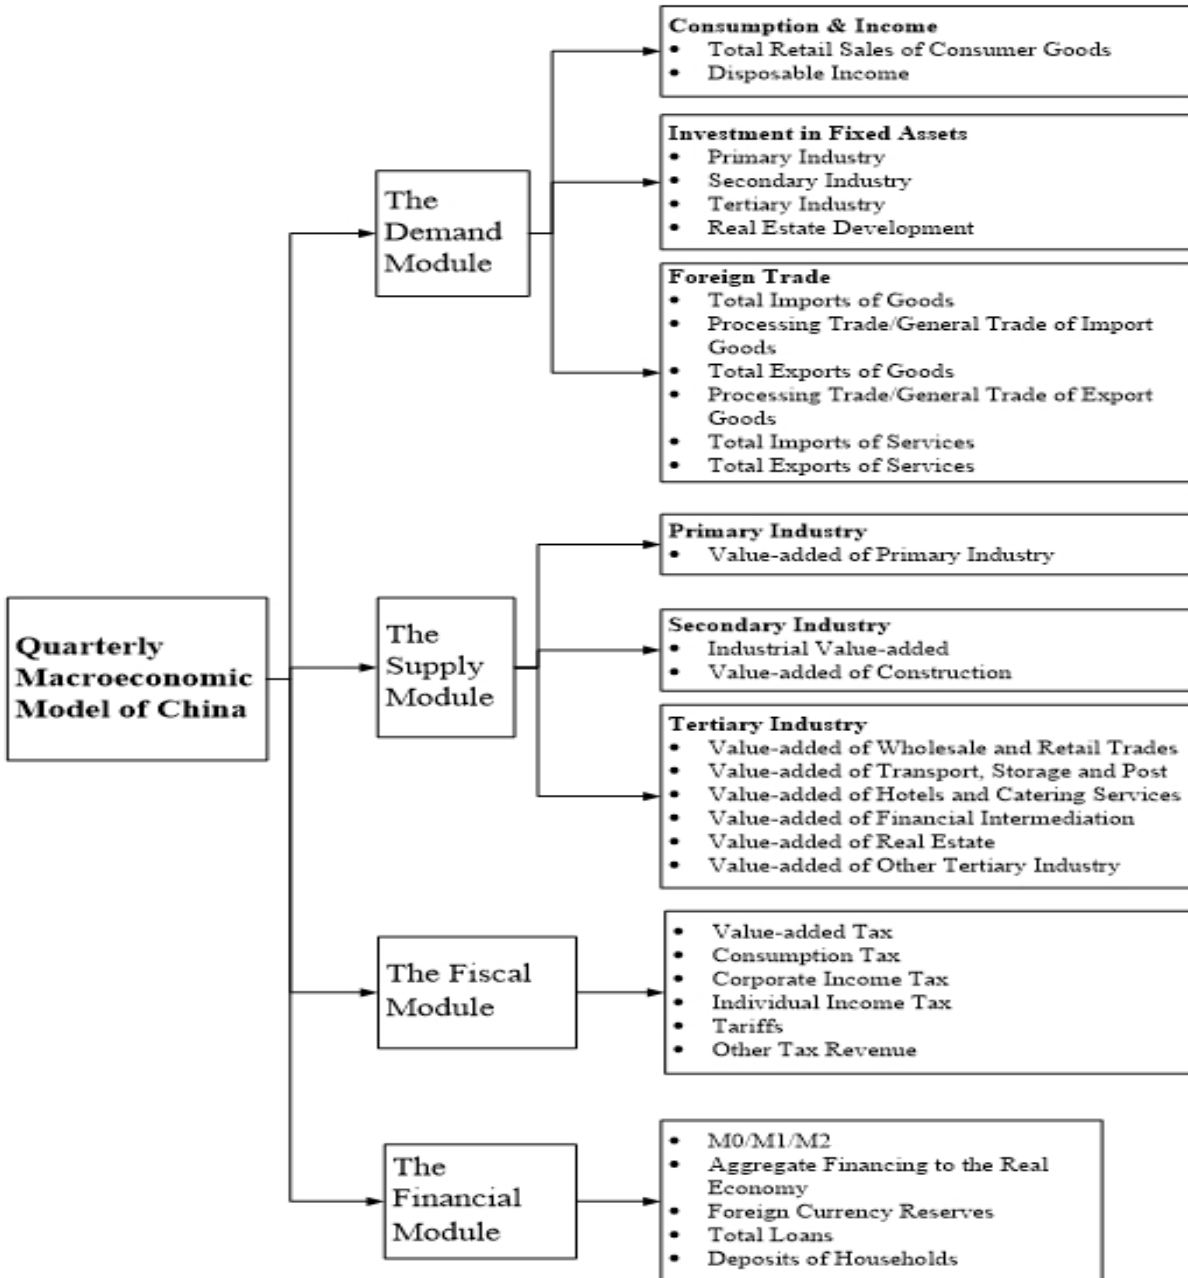 Quarterly
Macroeconomic
Model of China
The
Demand
Module
Consumption & Income
• Total Retail Sales of Consumer Goods
• Disposable Income
Investment in Fixed Assets
• Primary Industry
• Secondary Industry
• Tertiary Industry
• Real Estate Development
Foreign Trade
• Total Imports of Goods
• Processing Trade/General Trade of Import
Goods
• Total Exports of Goods
• Processing Trade/General Trade of Export
Goods
• Total Imports of Services
• Total Exports of Services
The
Supply
Module
Primary Industry
• Value-added of Primary Industry
Secondary Industry
• Industrial Value-added
• Value-added of Construction
Tertiary Industry
• Value-added of Wholesale and Retail Trades
• Value-added of Transport, Storage and Post
• Value-added of Hotels and Catering Services
• Value-added of Financial Intermediation
• Value-added of Real Estate
• Value-added of Other Tertiary Industry
The Fiscal
Module
• Value-added Tax
• Consumption Tax
• Corporate Income Tax
• Individual Income Tax
• Tariffs
• Other Tax Revenue
The
Financial
Module
• M0/M1/M2
• Aggregate Financing to the Real
Economy
• Foreign Currency Reserves
• Total Loans
• Deposits of Households